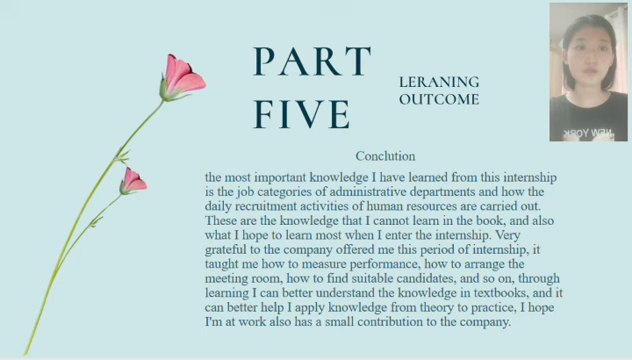 PART
FIVE
LERANING
OUTCOME
Conclution
the most important knowledge I have learned from this internship
is the job categories of administrative departments and how the
daily recruitment activities of human resources are carried out.
These are the knowledge that I cannot learn in the book, and also
what I hope to learn most when I enter the internship. Very
grateful to the company offered me this period of internship, it
taught me how to measure performance, how to arrange the
meeting room, how to find suitable candidates, and so on, through
learning I can better understand the knowledge in textbooks, and it
can better help I apply knowledge from theory to practice, I hope
I'm at work also has a small contribution to the company.
NEW YORK